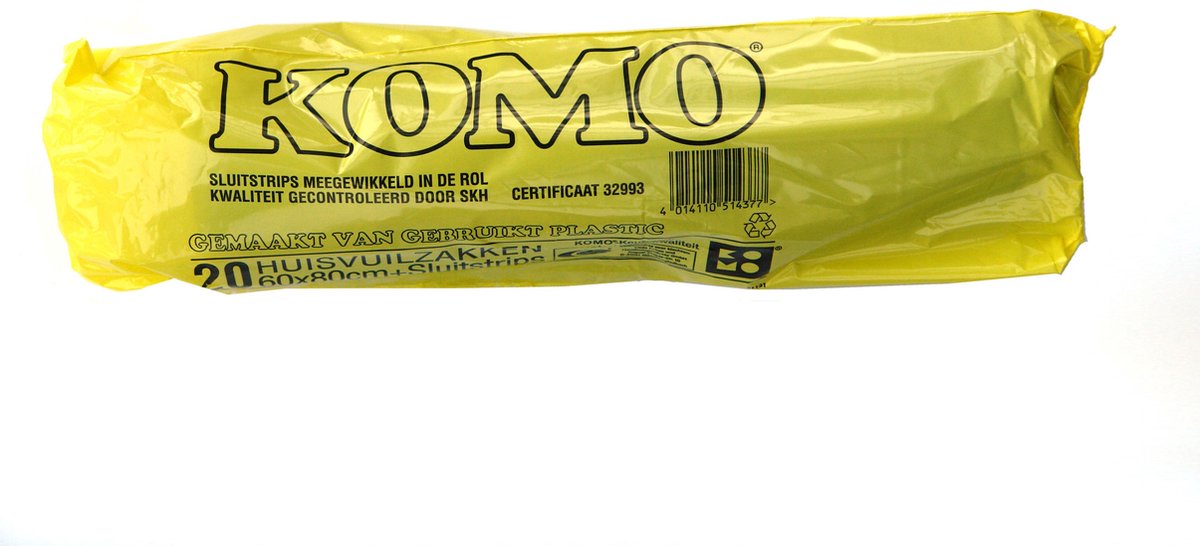 KOMO®
SLUITSTRIPS MEEGEWIKKELD IN DE ROL
KWALITEIT GECONTROLEERD DOOR SKH
CERTIFICAAT 32993
4 014110 514377 >
GEMAAKT VAN GEBRUIKT PLASTIC
20 HUISVUILZAKKEN
60x80cm+Sluitstrips
KOMO